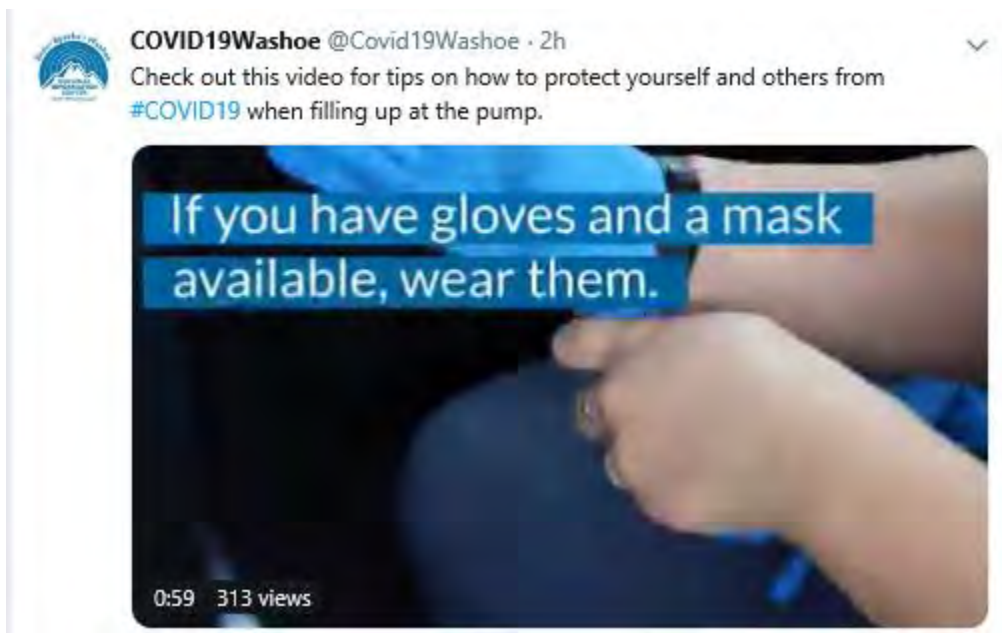 COVID19Washoe @Covid19Washoe · 2h
Check out this video for tips on how to protect yourself and others from
#COVID19 when filling up at the pump.
If you have gloves and a mask
available, wear them.
0:59 313 views